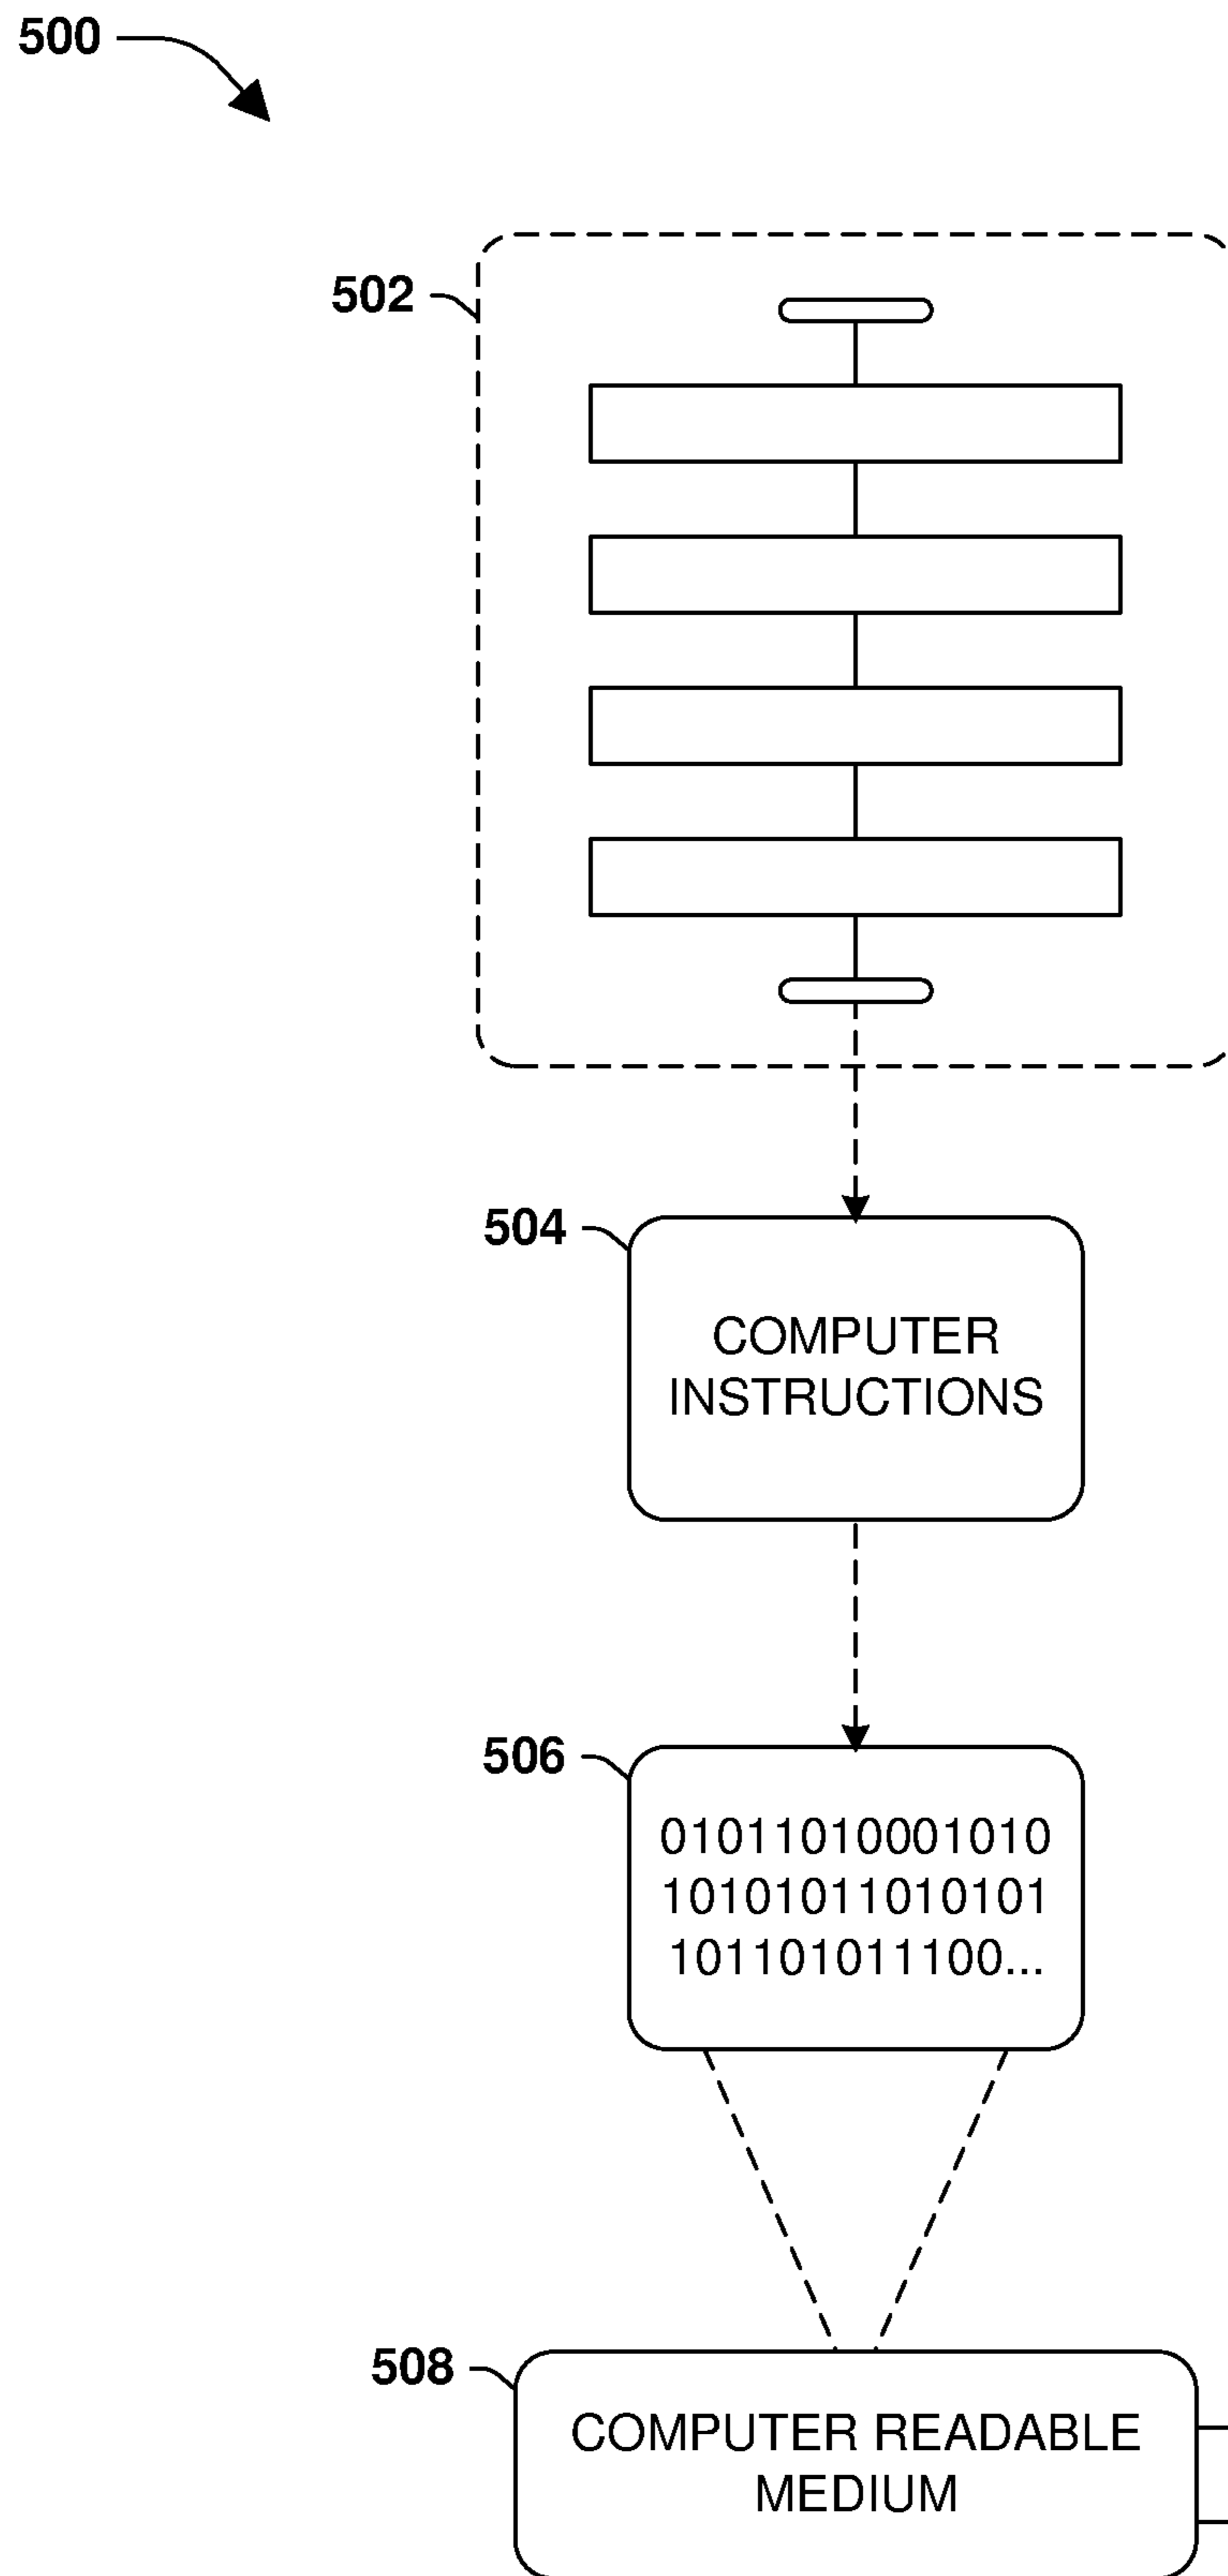 500
502
504
COMPUTER
INSTRUCTIONS
506
01011010001010
10101011010101
101101011100...
508
COMPUTER READABLE
MEDIUM